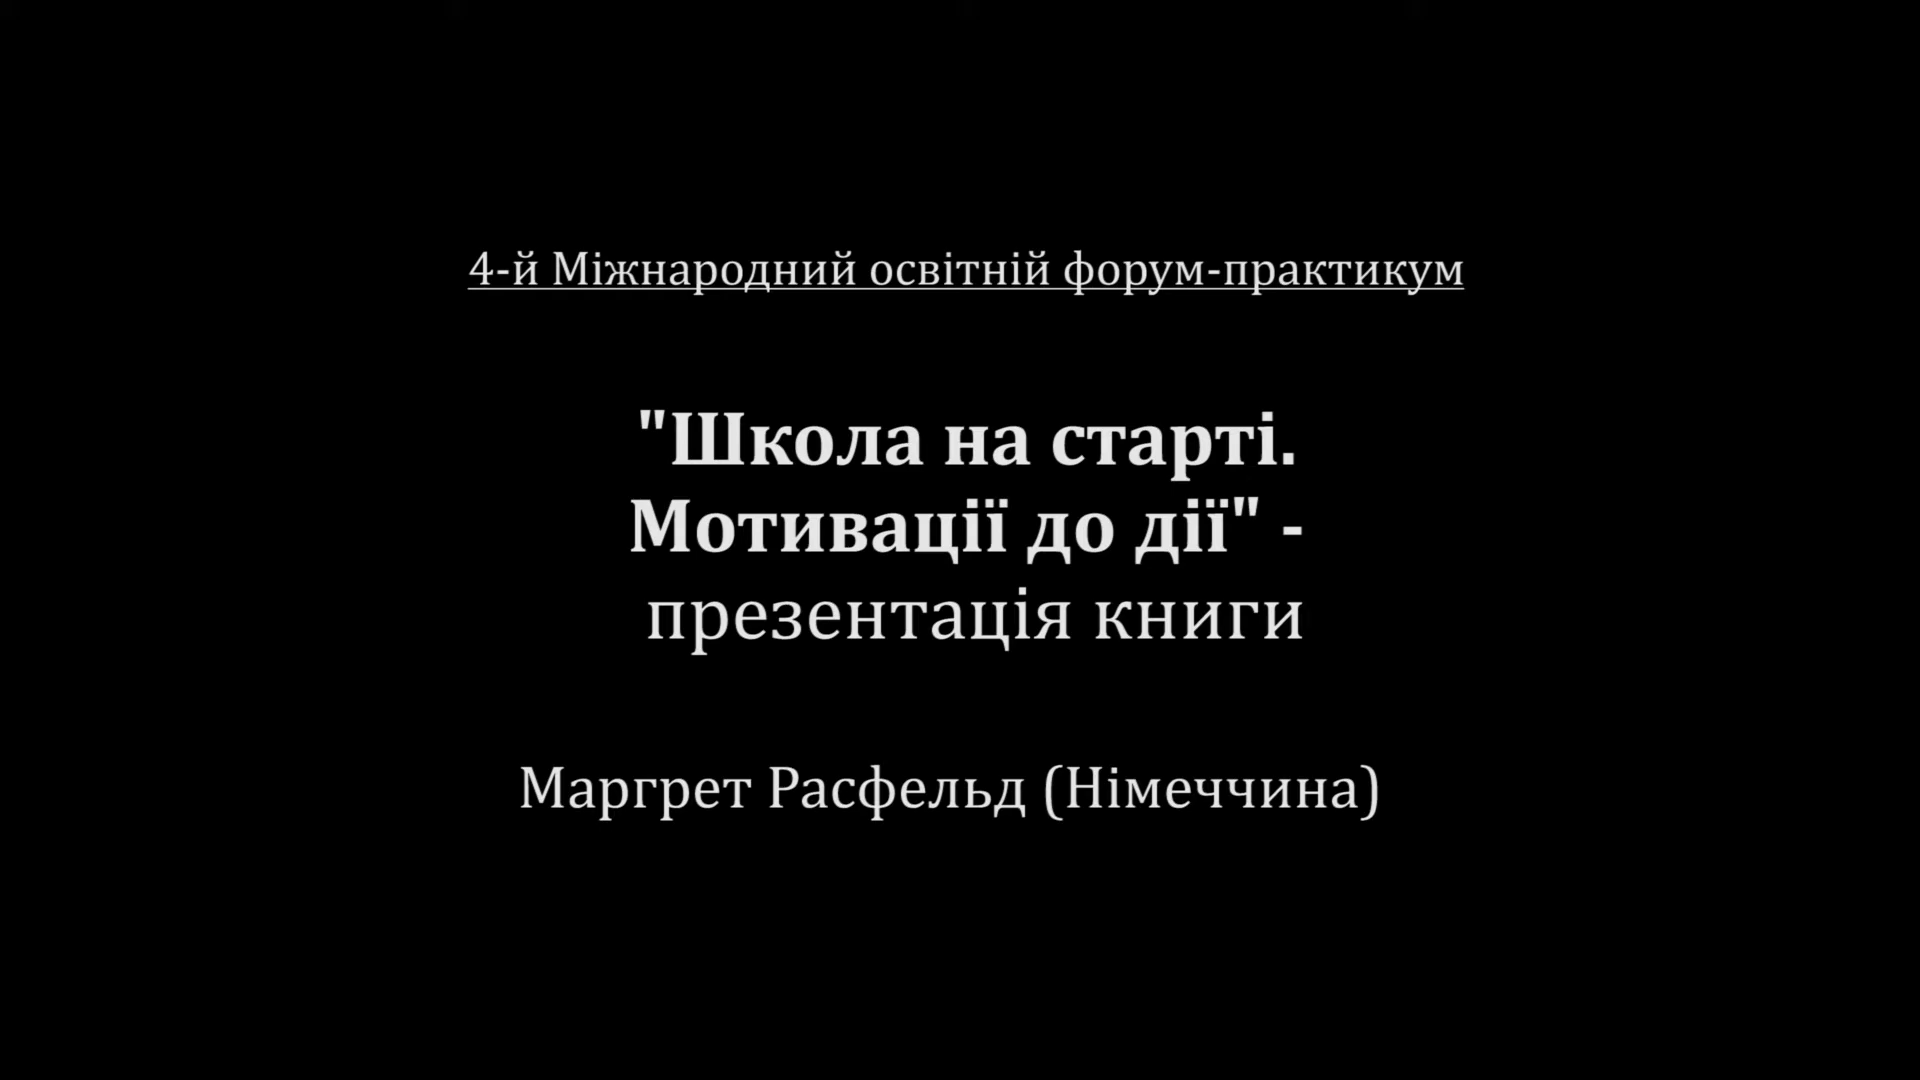 4-й Міжнародний освітній форум-практикум
"Школа на старті.
Мотивації до дії" -
презентація книги
Маргрет Расфельд (Німеччина)